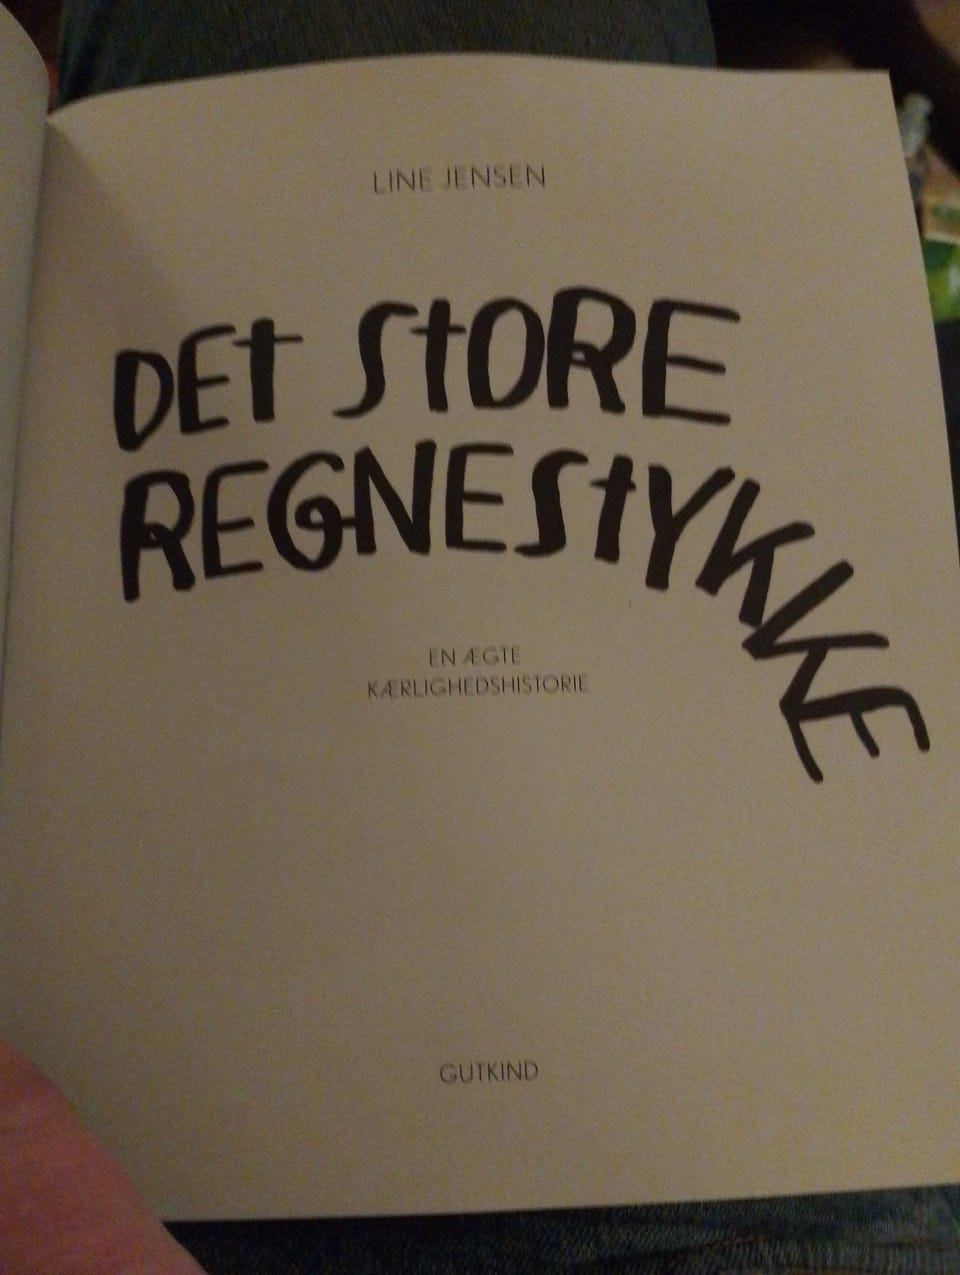 LINE JENSEN
DET STORE
REGNESTYKKE
EN ÆGTE
KÆRLIGHEDSHISTORIE
GUTKIND